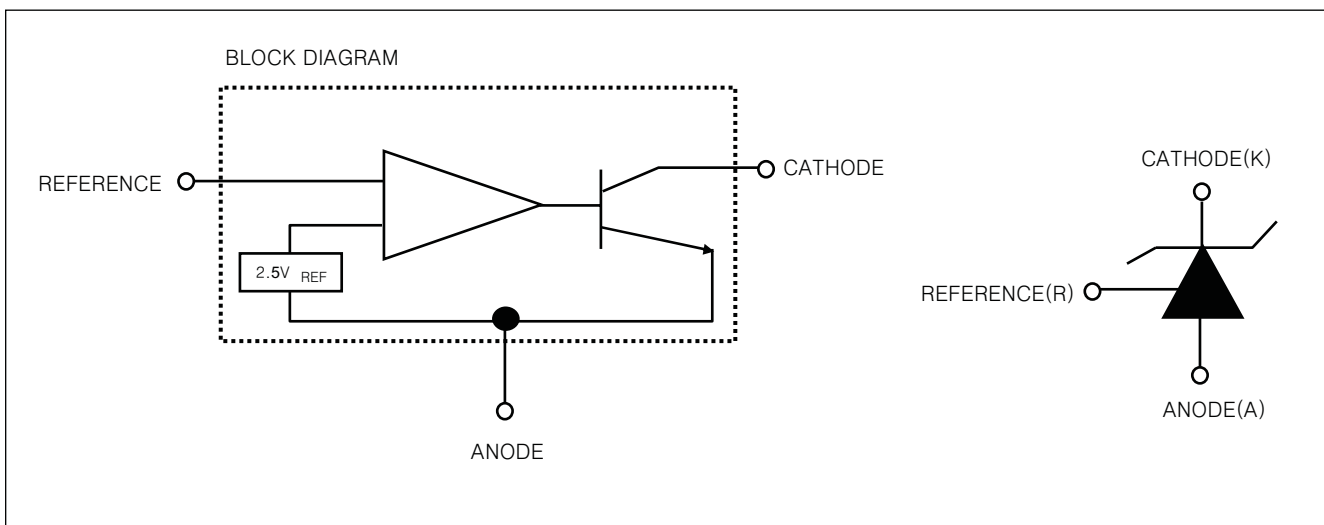 BLOCK DIAGRAM
REFERENCE
CATHODE
2.5V REF
ANODE
CATHODE(K)
REFERENCE(R)
ANODE(A)